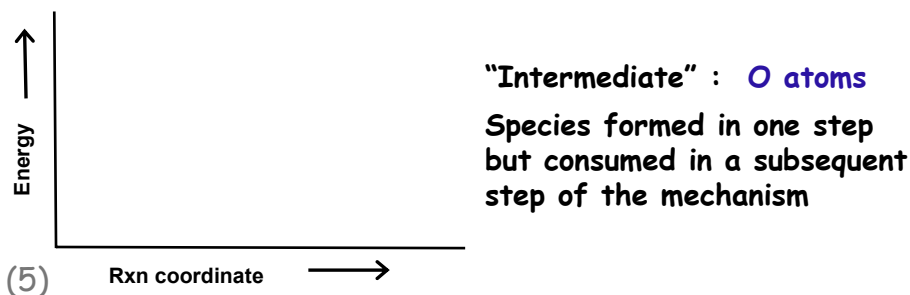 “Intermediate” : O atoms
Species formed in one step
but consumed in a subsequent
step of the mechanism
Energy
(5)
Rxn coordinate